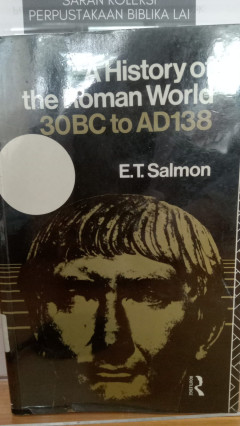 SARAN KOLEKSI
PERPUSTAKAAN BIBLIKA LAI
A History of
the Roman World
30BC to AD138
E.T. Salmon
R